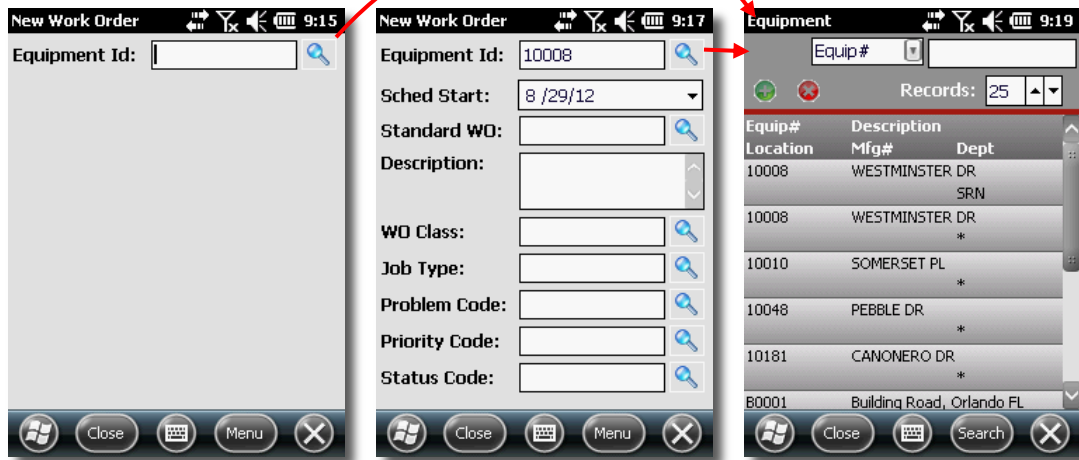 New Work Order 9:15
Equipment Id:
Close Menu
New Work Order 9:17
Equipment Id: 10008
Sched Start: 8 /29/12
Standard WO:
Description:
WO Class:
Job Type:
Problem Code:
Priority Code:
Status Code:
Close Menu
Equipment 9:19
Equip#
Records: 25
Equip# Description
Location Mfg# Dept
10008 WESTMINSTER DR
SRN
10008 WESTMINSTER DR
*
10010 SOMERSET PL
*
10048 PEBBLE DR
*
10181 CANONERO DR
*
B0001 Building Road, Orlando FL
Close Search